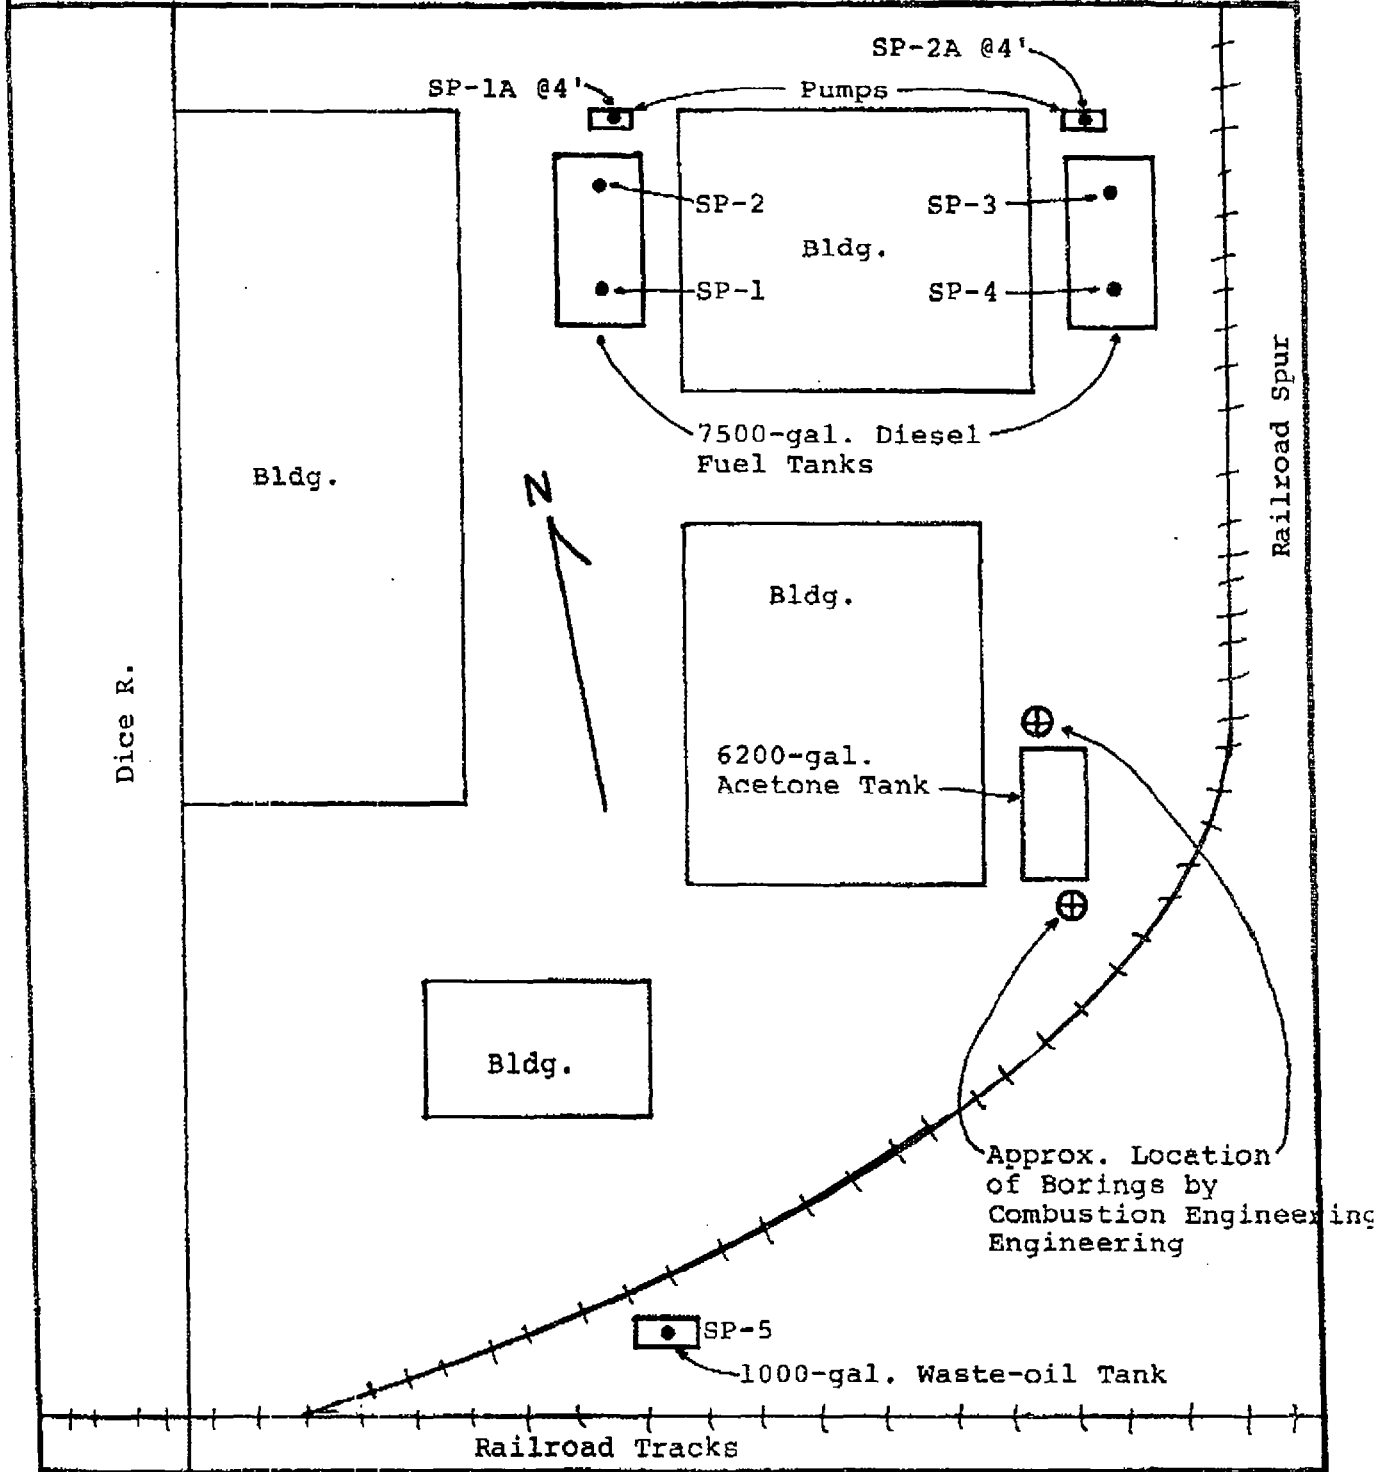 SP-2A @4'
SP-1A @4'
Pumps
SP-2
SP-3
Bldg.
SP-1
SP-4
Railroad Spur
7500-gal. Diesel
Fuel Tanks
Bldg.
N
Bldg.
Dice R.
6200-gal.
Acetone Tank
Bldg.
Approx. Location
of Borings by
Combustion Engineering
Engineering
SP-5
1000-gal. Waste-oil Tank
Railroad Tracks